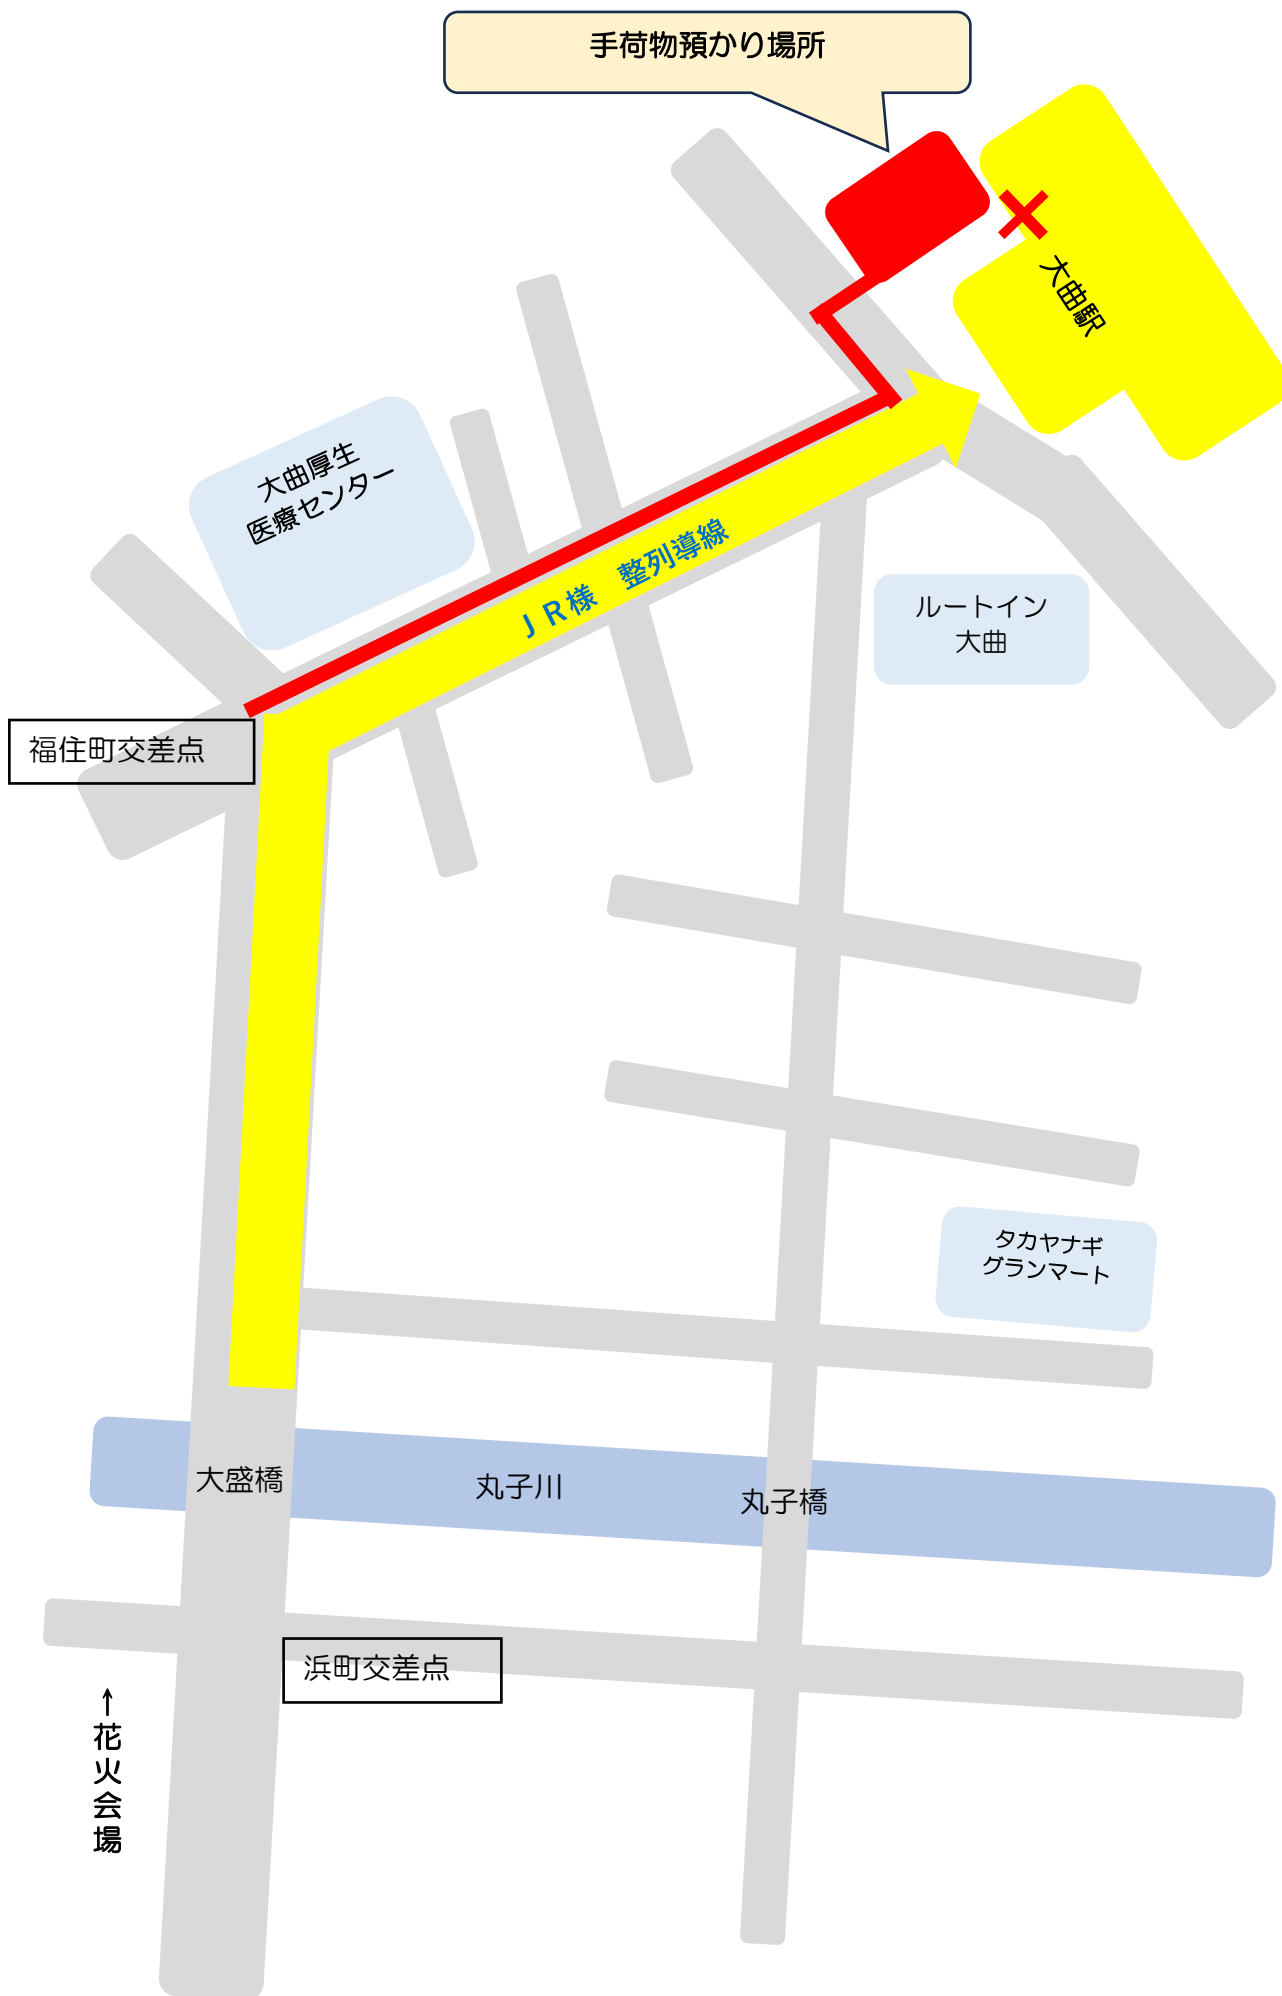 手荷物預かり場所
大曲駅
大曲厚生
医療センター
ＪＲ様　整列導線
ルートイン
大曲
福住町交差点
タカヤナギ
グランマート
大盛橋
丸子川
丸子橋
浜町交差点
↑花火会場